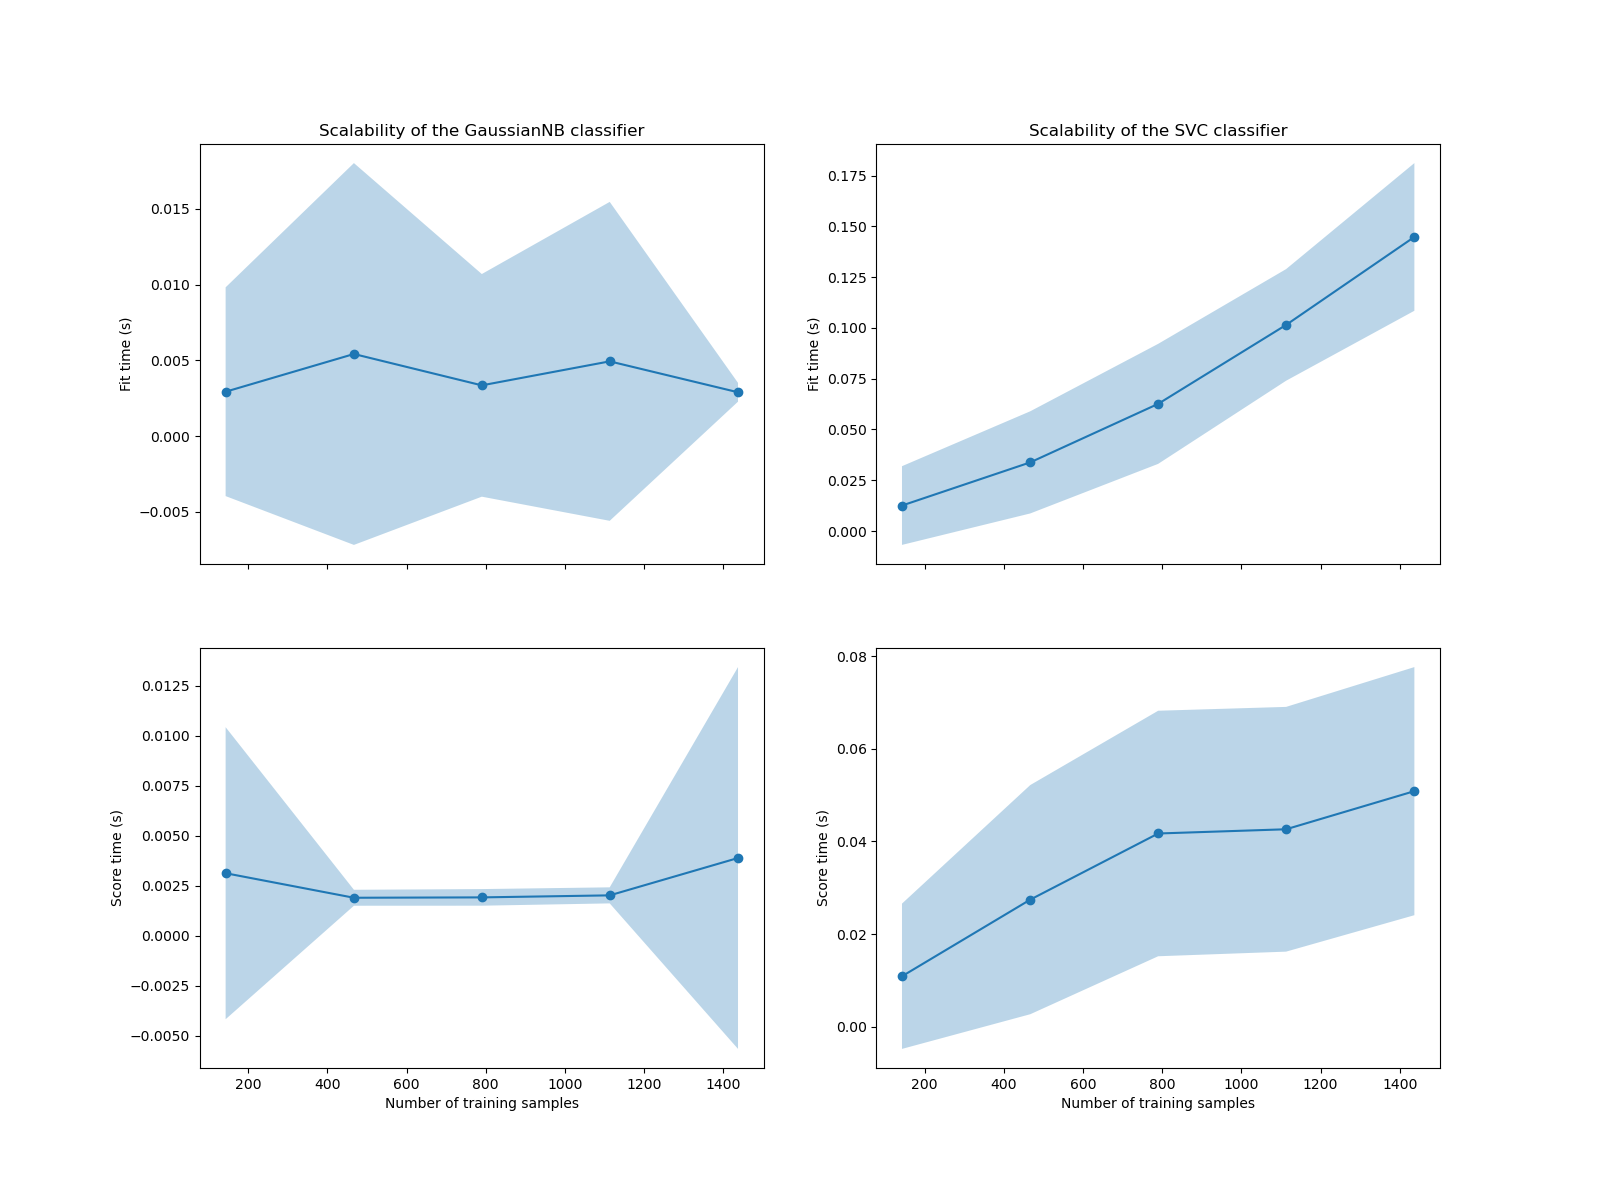 Scalability of the GaussianNB classifier
Fit time (s)
0.015
0.010
0.005
0.000
−0.005
Scalability of the SVC classifier
Fit time (s)
0.175
0.150
0.125
0.100
0.075
0.050
0.025
0.000
Score time (s)
0.0125
0.0100
0.0075
0.0050
0.0025
0.0000
−0.0025
−0.0050
200 400 600 800 1000 1200 1400
Number of training samples
Score time (s)
0.08
0.06
0.04
0.02
0.00
200 400 600 800 1000 1200 1400
Number of training samples